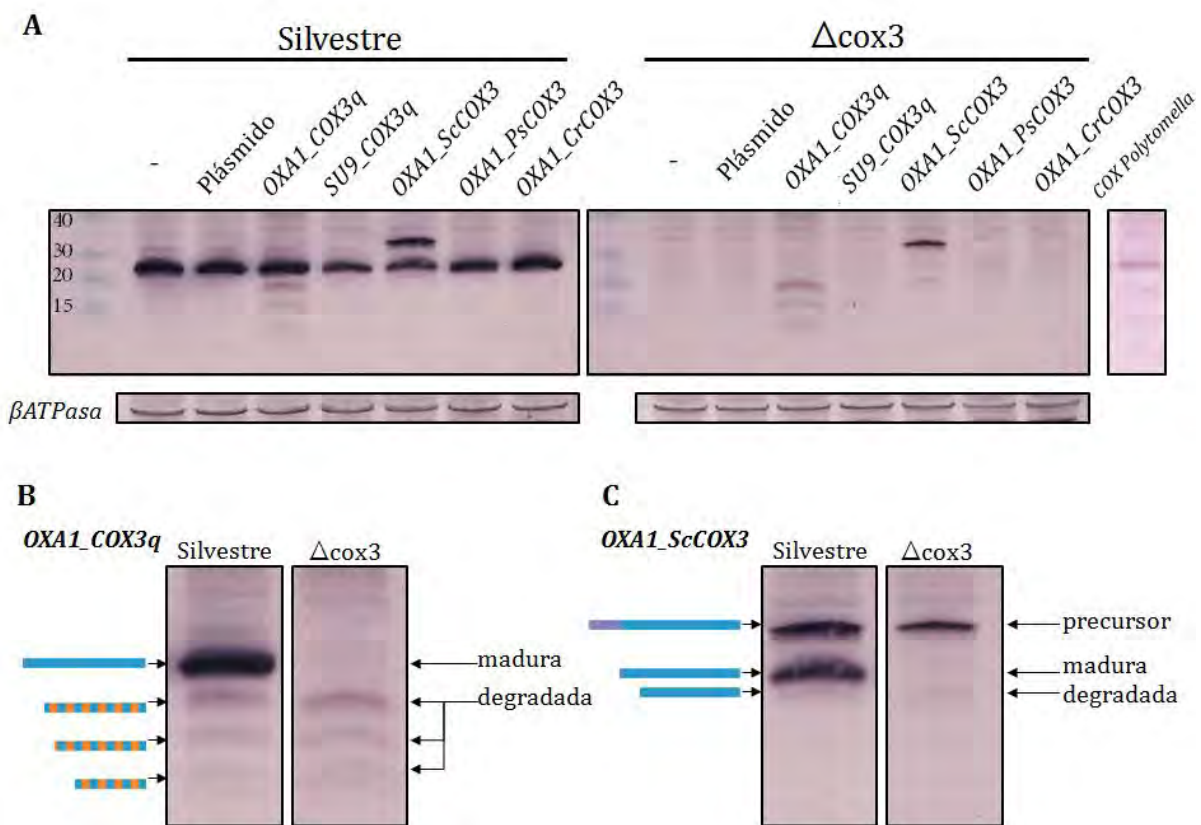 A
Silvestre
Δcox3
-
Plásmido
OXA1_COX3q
SU9_COX3q
OXA1_ScCOX3
OXA1_PsCOX3
OXA1_CrCOX3
-
Plásmido
OXA1_COX3q
SU9_COX3q
OXA1_ScCOX3
OXA1_PsCOX3
OXA1_CrCOX3
COX Polytomella
40
30
20
15
βATPasa
B
OXA1_COX3q
Silvestre
Δcox3
madura
degradada
C
OXA1_ScCOX3
Silvestre
Δcox3
precursor
madura
degradada